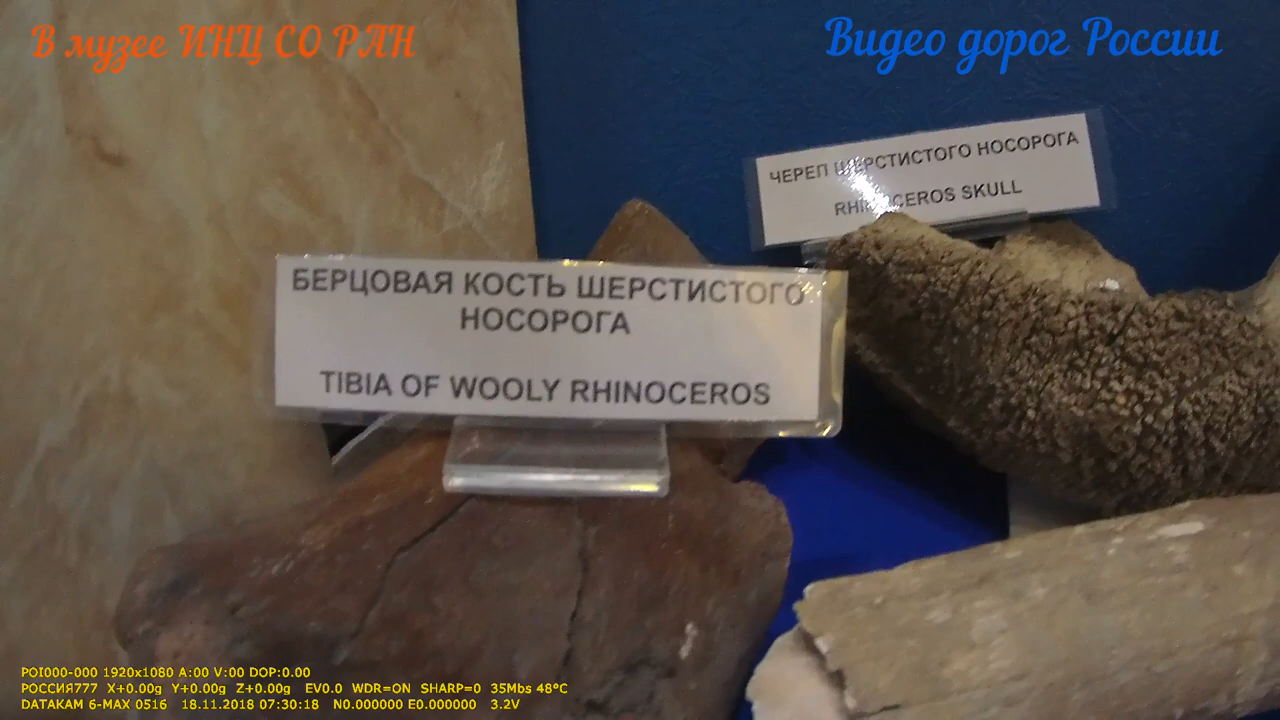 В музее ИНЦ СО РАН
Видео дорог России
ЧЕРЕП ШЕРСТИСТОГО НОСОРОГА
RHINOCEROS SKULL
БЕРЦОВАЯ КОСТЬ ШЕРСТИСТОГО
НОСОРОГА
TIBIA OF WOOLY RHINOCEROS
POI000-000 1920x1080 A:00 V:00 DOP:0.00
РОССИЯ777 X+0.00g Y+0.00g Z+0.00g EV0.0 WDR=ON SHARP=0 35Mbs 48°C
DATAKAM 6-MAX 0516 18.11.2018 07:30:18 N0.000000 E0.000000 3.2V